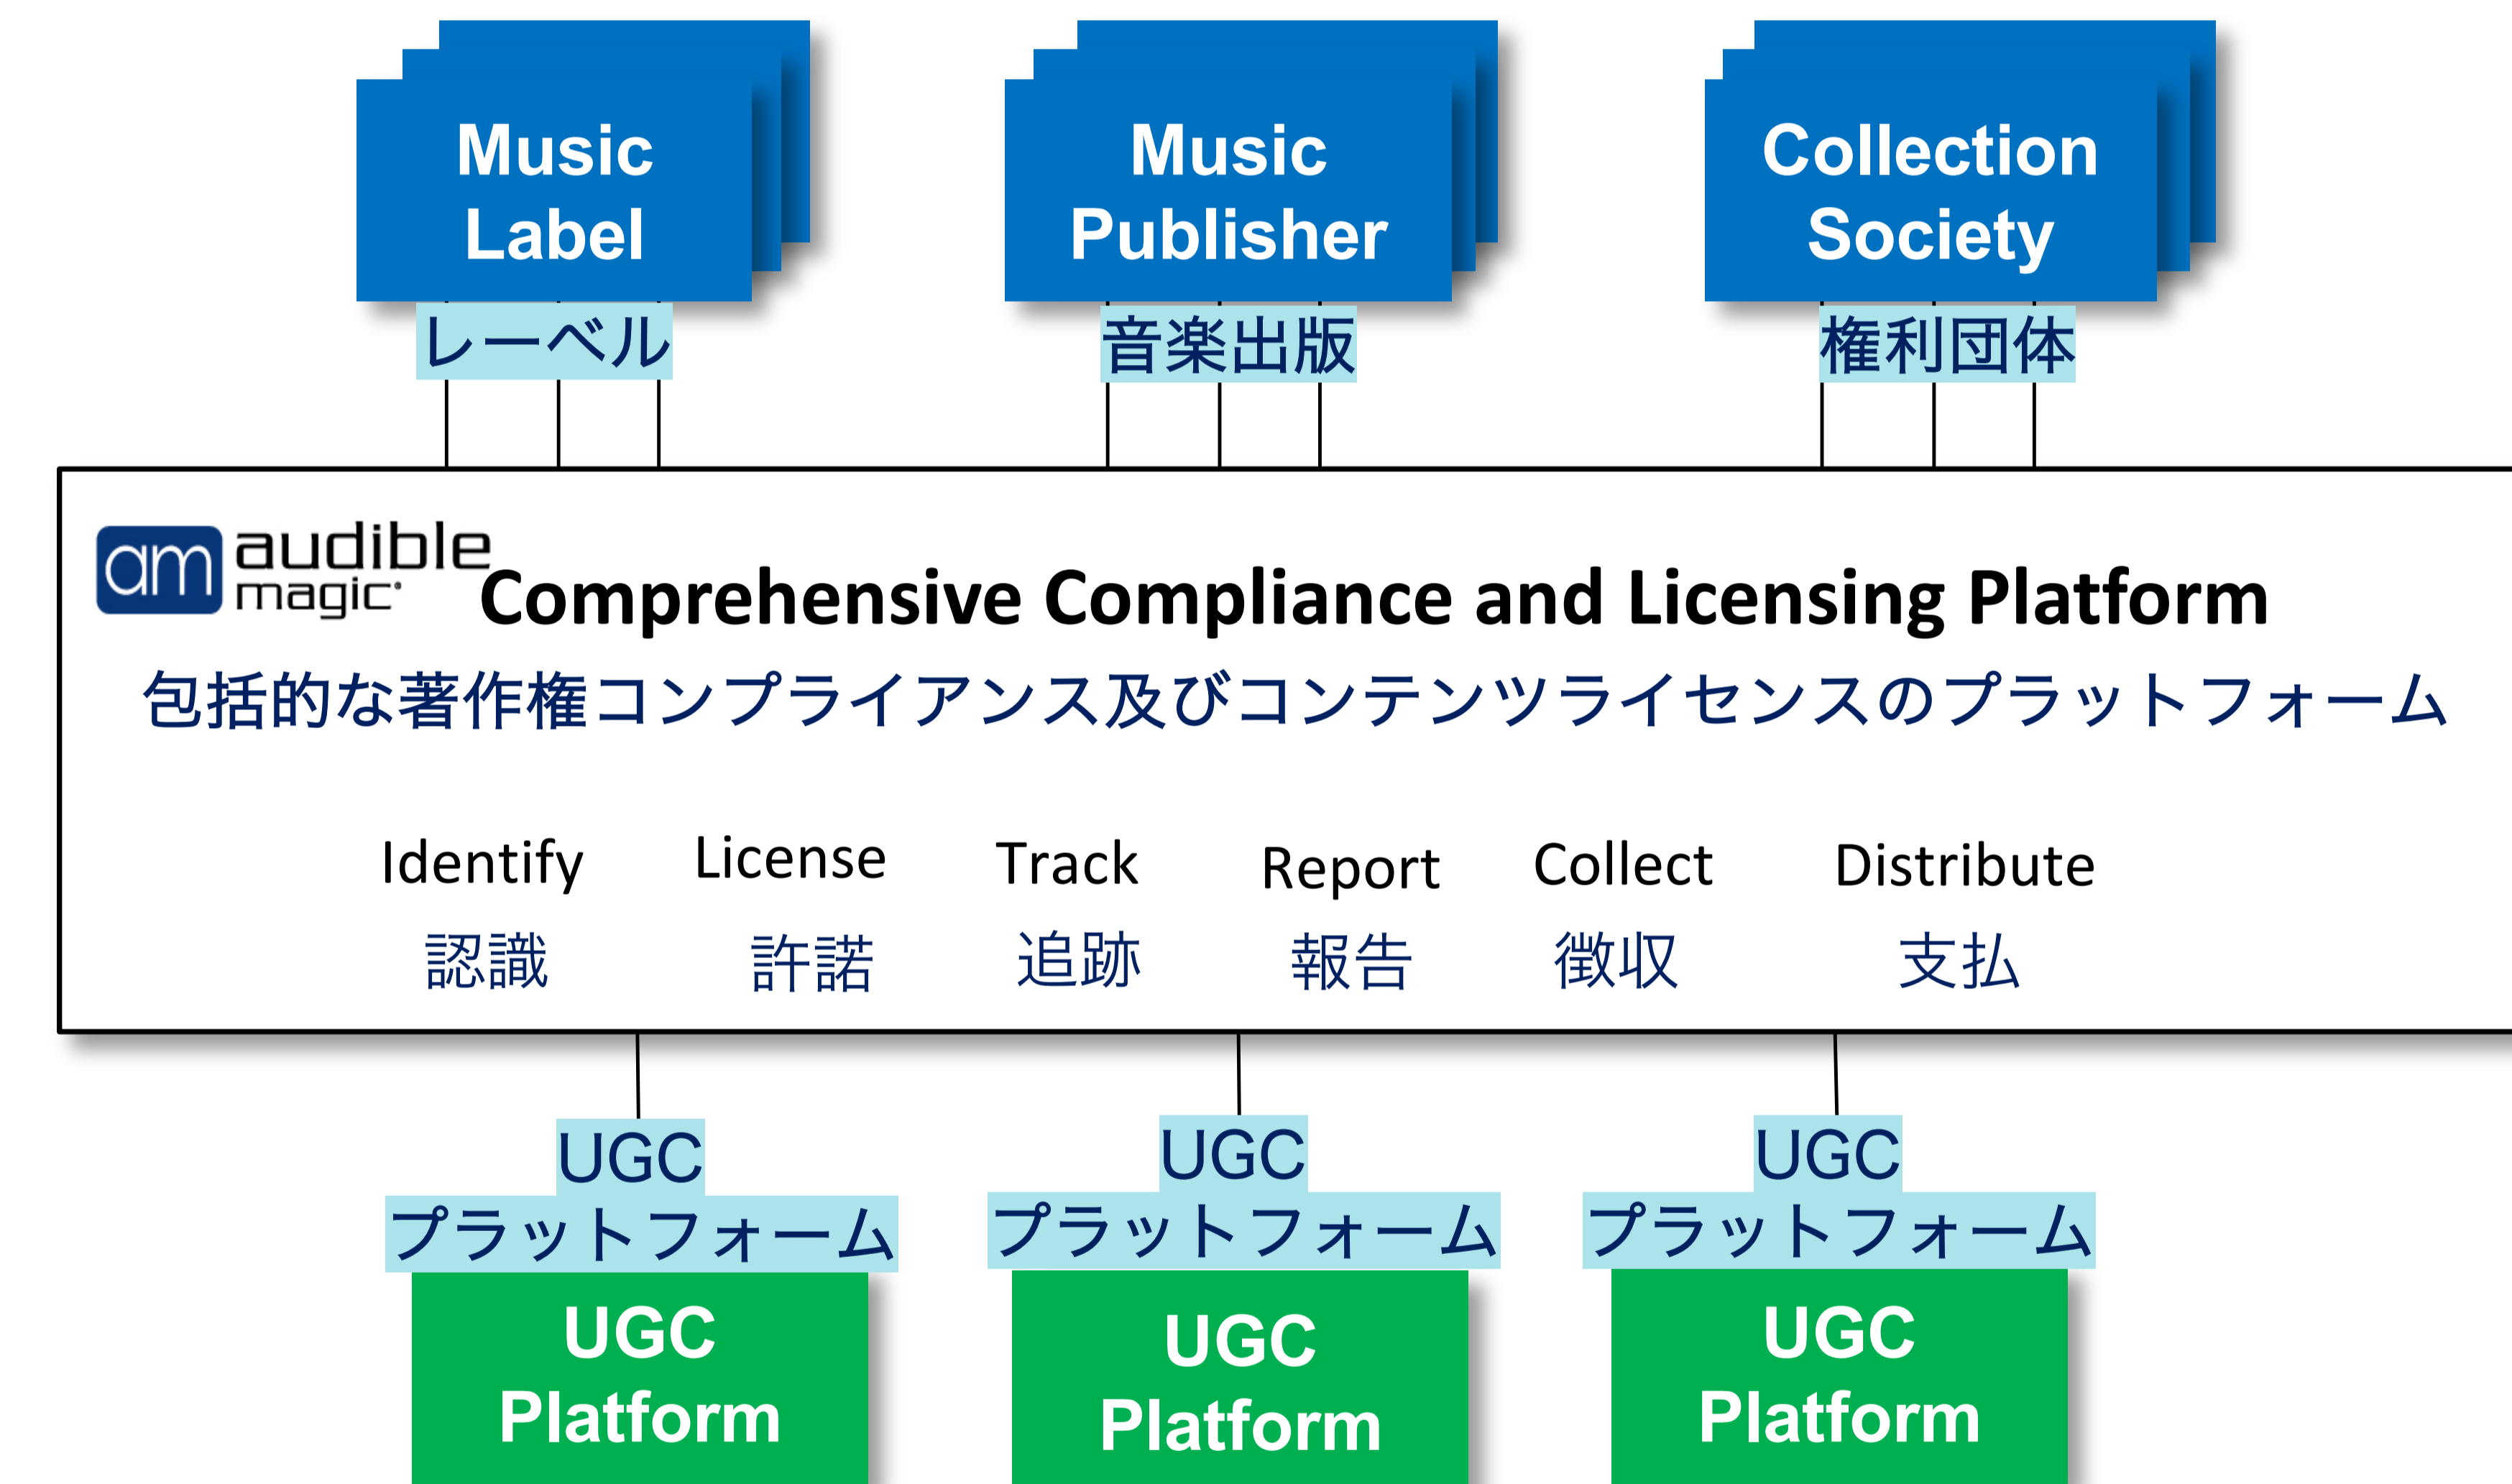 Music
Label
Music
Publisher
Collection
Society
レーベル
音楽出版
権利団体
am audible
magic
Comprehensive Compliance and Licensing Platform
包括的な著作権コンプライアンス及びコンテンツライセンスのプラットフォーム
Identify License Track Report Collect Distribute
認識 許諾 追跡 報告 徴収 支払
UGC
プラットフォーム
UGC
プラットフォーム
UGC
プラットフォーム
UGC
Platform
UGC
Platform
UGC
Platform